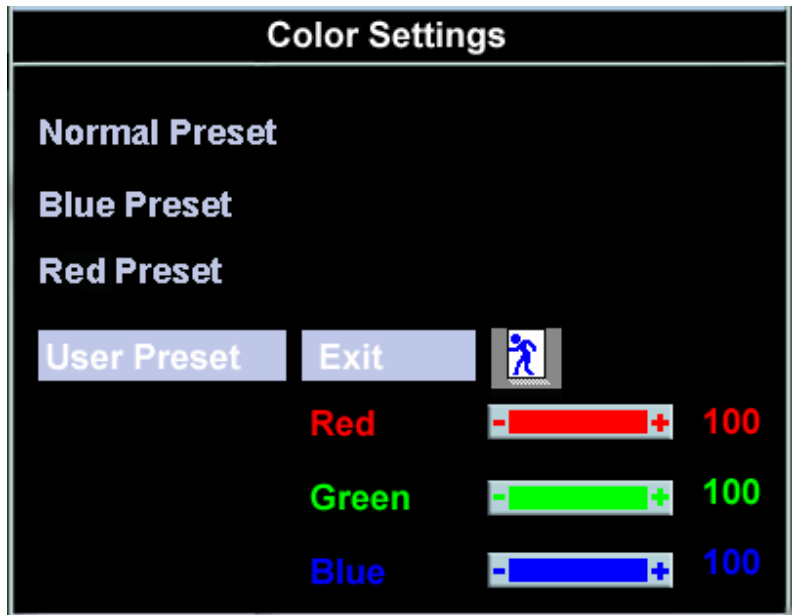 Color Settings
Normal Preset
Blue Preset
Red Preset
User Preset Exit
Red - + 100
Green - + 100
Blue - + 100